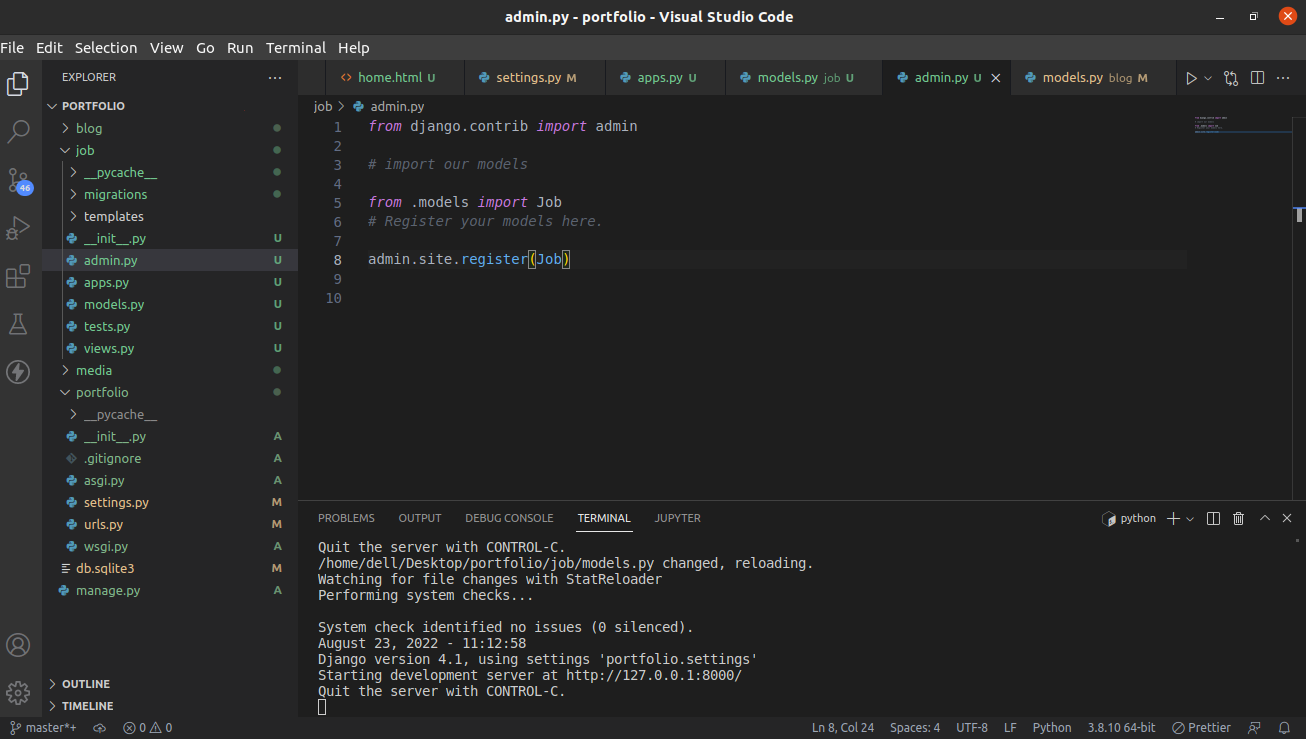 admin.py - portfolio - Visual Studio Code
File Edit Selection View Go Run Terminal Help
EXPLORER
PORTFOLIO
blog
job
__pycache__
migrations
templates
__init__.py U
admin.py U
apps.py U
models.py U
tests.py U
views.py U
media
portfolio
__pycache__
__init__.py A
.gitignore A
asgi.py A
settings.py M
urls.py M
wsgi.py A
db.sqlite3 M
manage.py A
OUTLINE
TIMELINE
46
home.html U settings.py M apps.py U models.py job U admin.py U models.py blog M
job > admin.py
1 from django.contrib import admin
2
3 # import our models
4
5 from .models import Job
6 # Register your models here.
7
8 admin.site.register(Job)
9
10
PROBLEMS OUTPUT DEBUG CONSOLE TERMINAL JUPYTER python
Quit the server with CONTROL-C.
/home/dell/Desktop/portfolio/job/models.py changed, reloading.
Watching for file changes with StatReloader
Performing system checks...
System check identified no issues (0 silenced).
August 23, 2022 - 11:12:58
Django version 4.1, using settings 'portfolio.settings'
Starting development server at http://127.0.0.1:8000/
Quit the server with CONTROL-C.
master*+ 0 0 Ln 8, Col 24 Spaces: 4 UTF-8 LF Python 3.8.10 64-bit Prettier